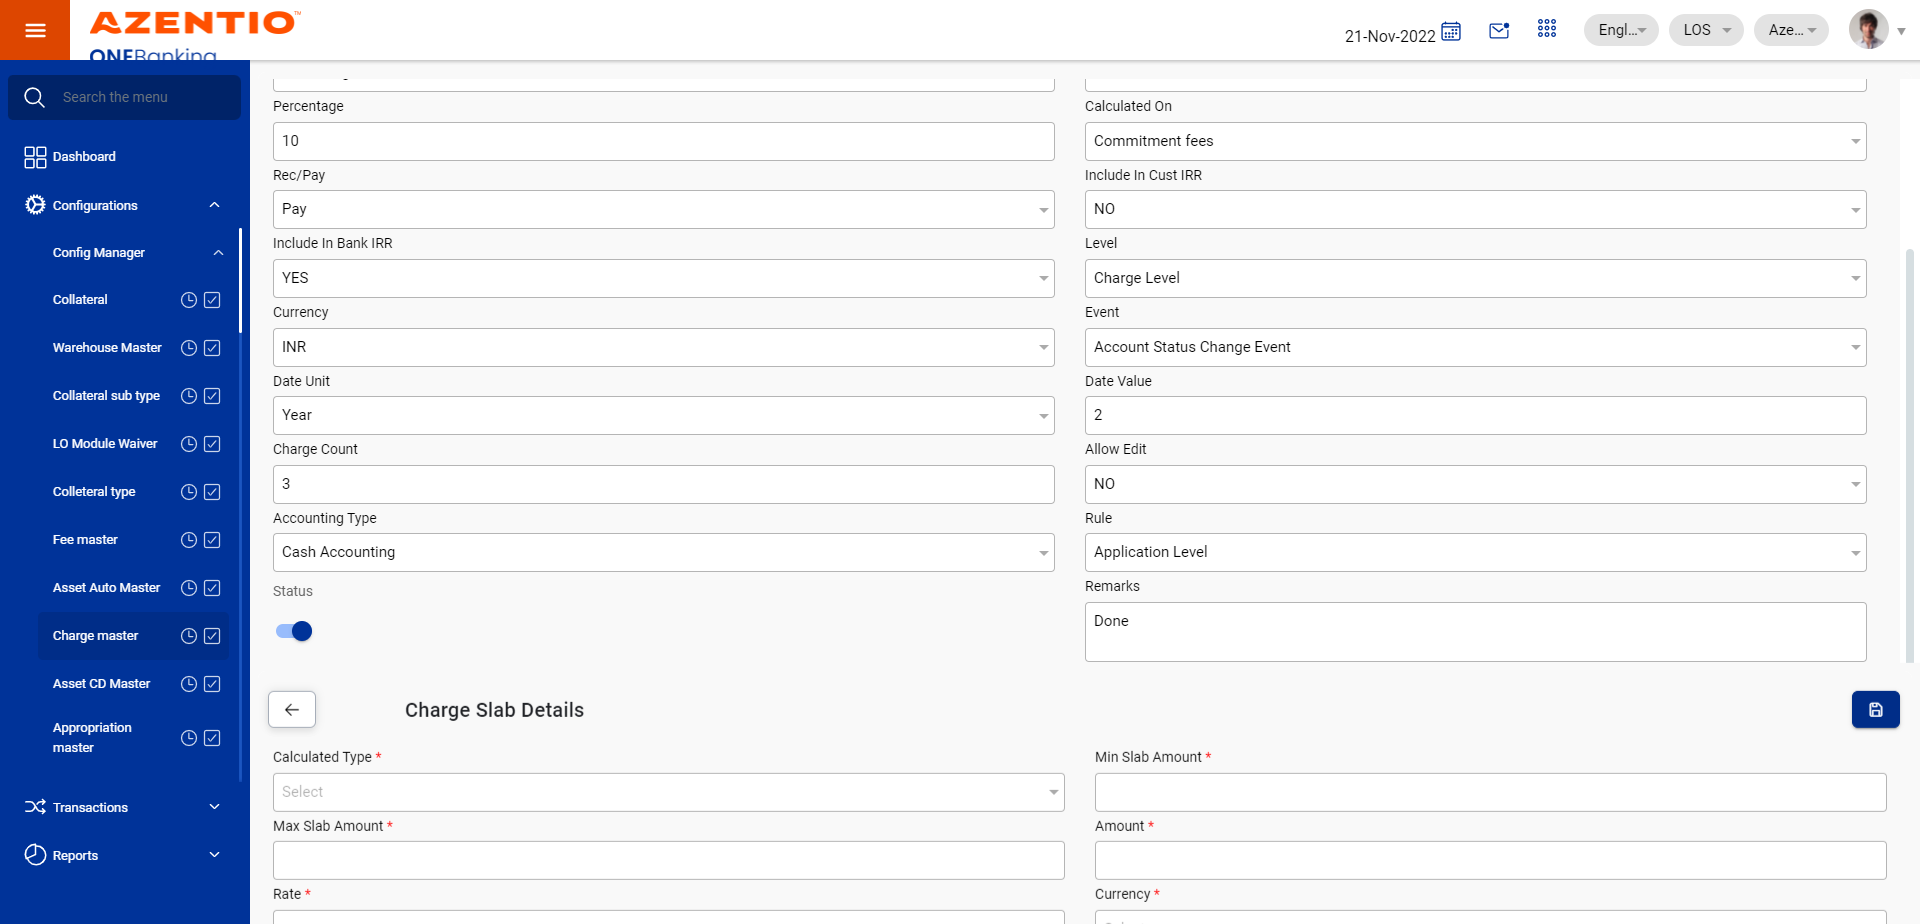 AZENTIO™
ONEBanking
21-Nov-2022
Engl...
LOS
Aze...
Search the menu
Dashboard
Configurations
Config Manager
Collateral
Warehouse Master
Collateral sub type
LO Module Waiver
Colleteral type
Fee master
Asset Auto Master
Charge master
Asset CD Master
Appropriation
master
Transactions
Reports
Percentage
10
Calculated On
Commitment fees
Rec/Pay
Pay
Include In Cust IRR
NO
Include In Bank IRR
YES
Level
Charge Level
Currency
INR
Event
Account Status Change Event
Date Unit
Year
Date Value
2
Charge Count
3
Allow Edit
NO
Accounting Type
Cash Accounting
Rule
Application Level
Status
Remarks
Done
Charge Slab Details
Calculated Type *
Select
Min Slab Amount *
Max Slab Amount *
Amount *
Rate *
Currency *